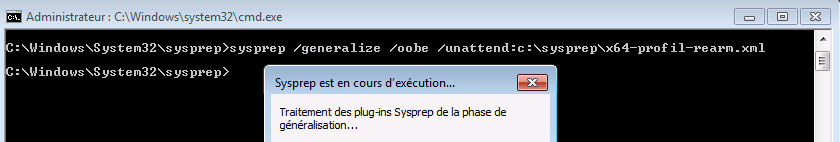 Administrateur : C:\Windows\system32\cmd.exe
C:\Windows\System32\sysprep>sysprep /generalize /oobe /unattend:c:\sysprep\x64-profil-rearm.xml
C:\Windows\System32\sysprep>
Sysprep est en cours d'exécution...
Traitement des plug-ins Sysprep de la phase de
généralisation...